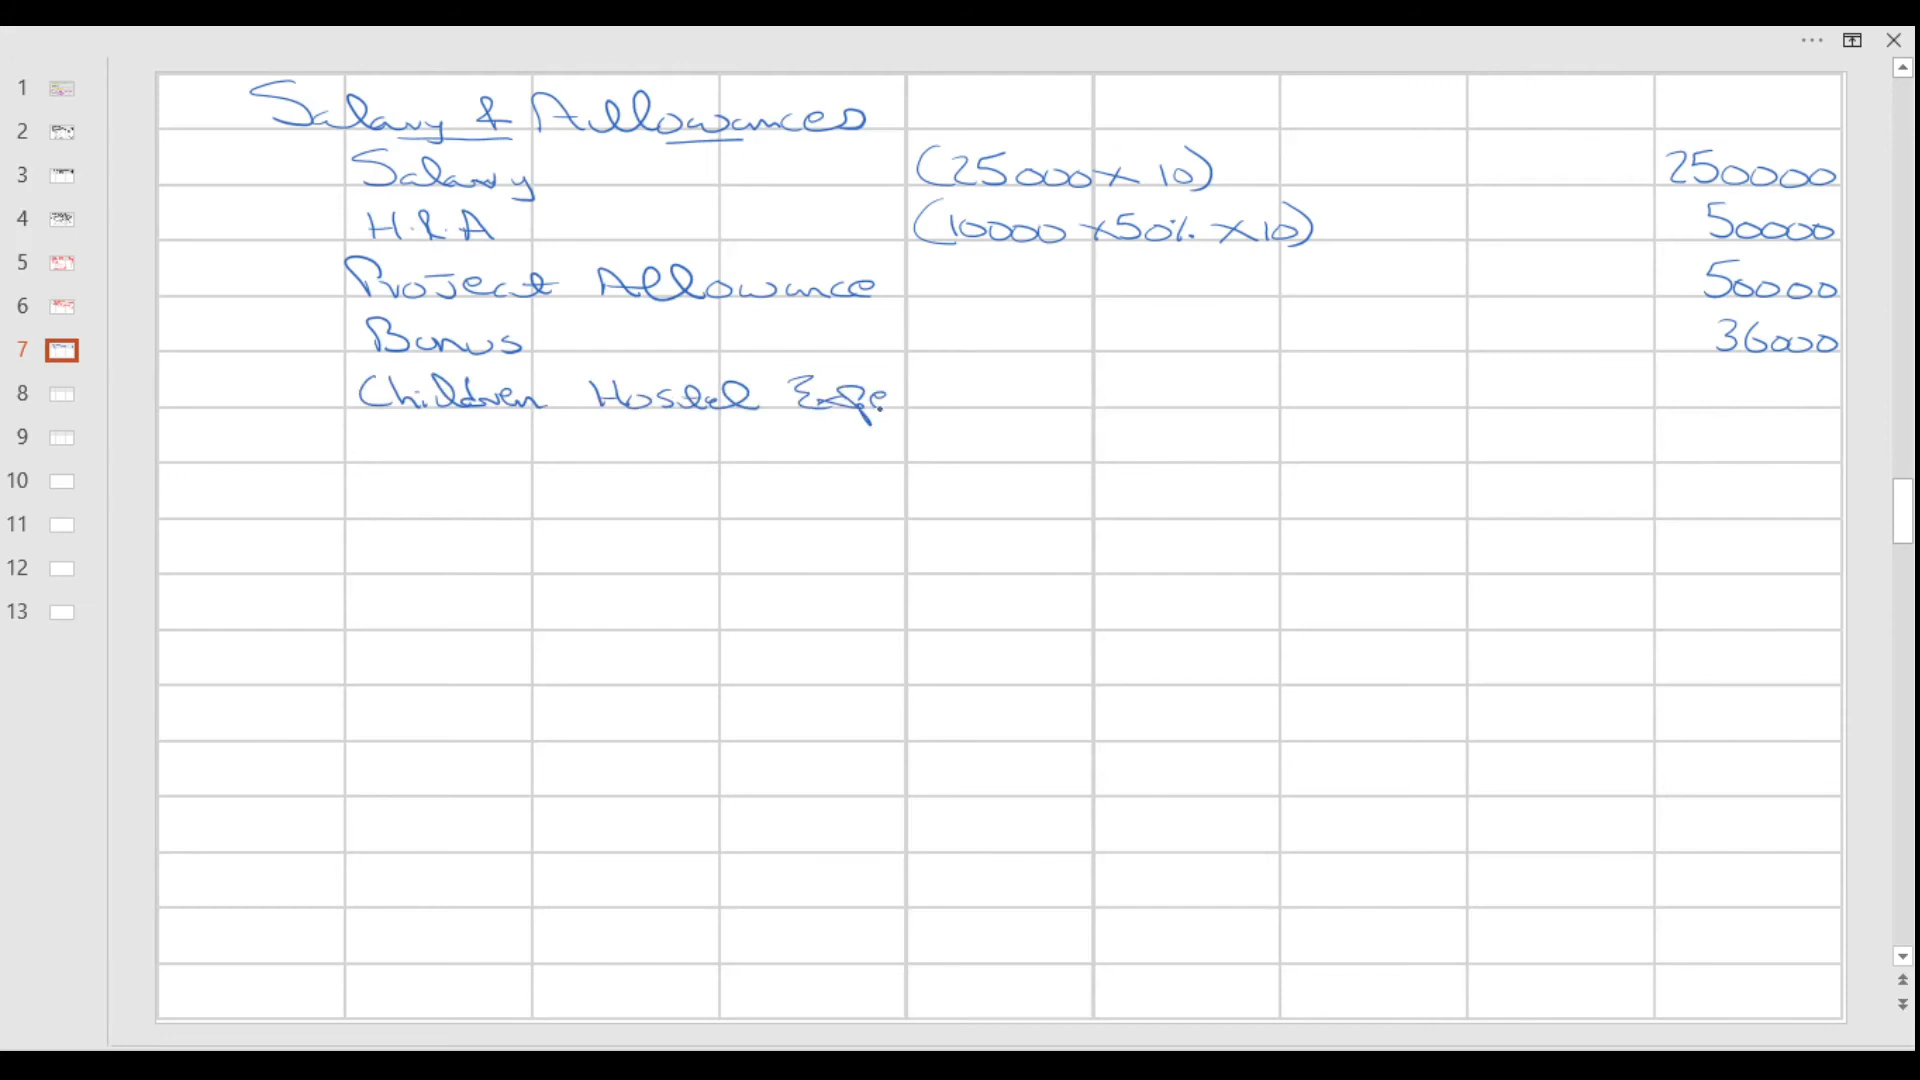 1
2
3
4
5
6
7
8
9
10
11
12
13
Salary & Allowances
Salary (25000 × 10) 250000
H.R.A (10000 × 50% × 10) 50000
Project Allowance 50000
Bonus 36000
Children Hostel Expe